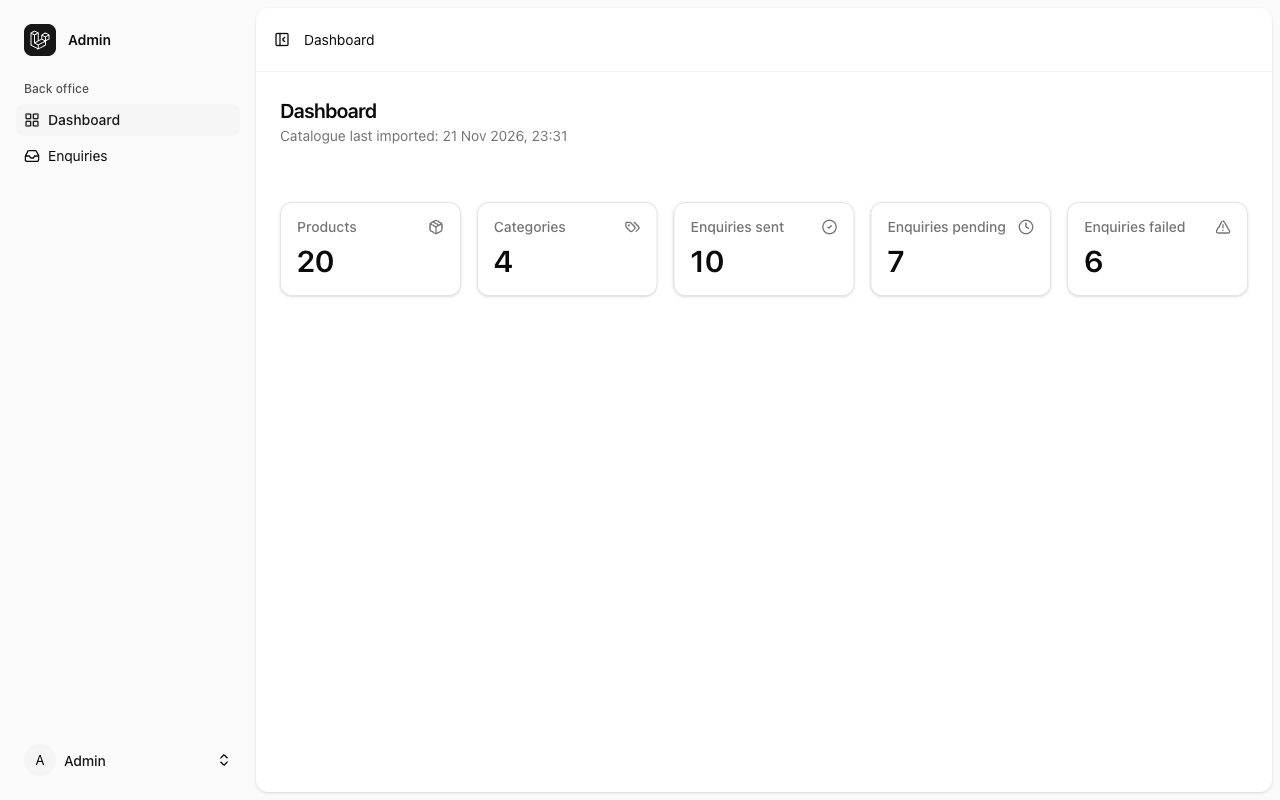 Admin
Back office
Dashboard
Enquiries
A Admin
Dashboard
Dashboard
Catalogue last imported: 21 Nov 2026, 23:31
Products
20
Categories
4
Enquiries sent
10
Enquiries pending
7
Enquiries failed
6